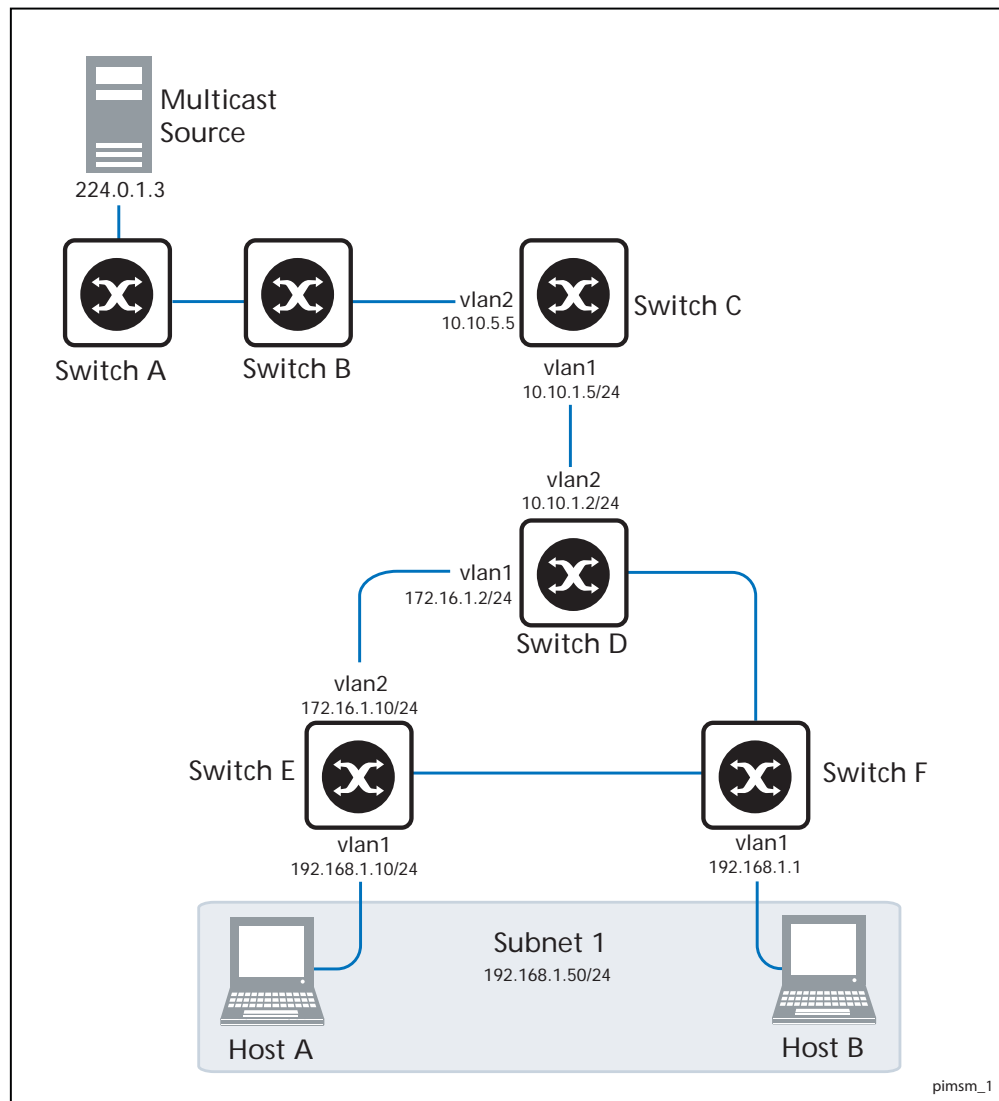 Multicast
Source
224.0.1.3
Switch A
Switch B
vlan2
10.10.5.5
Switch C
vlan1
10.10.1.5/24
vlan2
10.10.1.2/24
vlan1
172.16.1.2/24
Switch D
vlan2
172.16.1.10/24
Switch E
Switch F
vlan1
192.168.1.10/24
vlan1
192.168.1.1
Subnet 1
192.168.1.50/24
Host A
Host B
pimsm_1